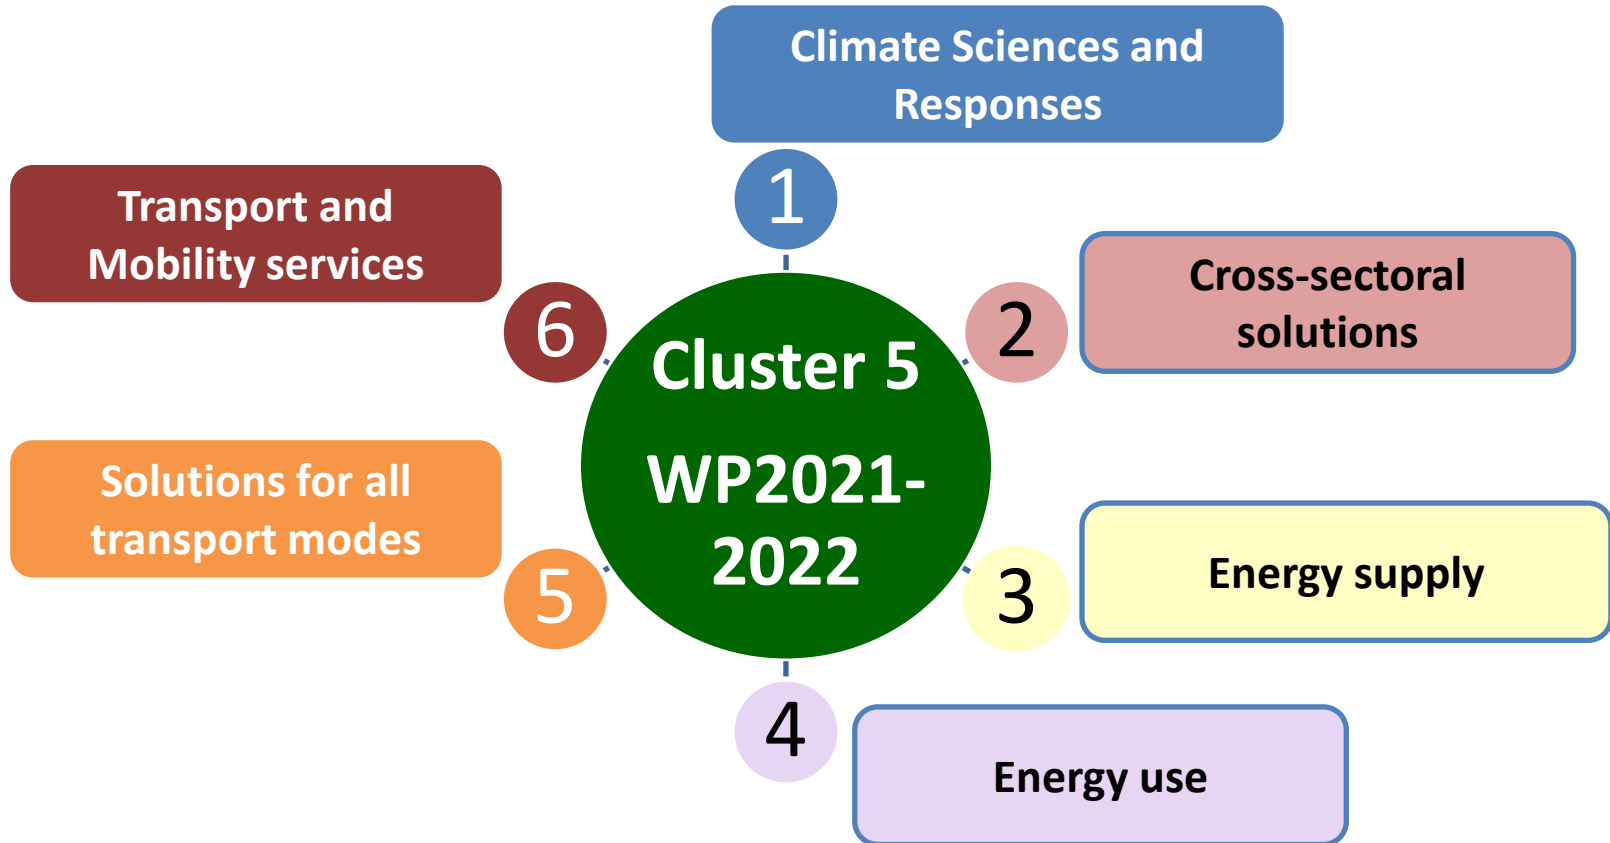 Climate Sciences and
Responses
1
Transport and
Mobility services
6
Cross-sectoral
solutions
2
Cluster 5
WP2021-
2022
Solutions for all
transport modes
5
Energy supply
3
4
Energy use